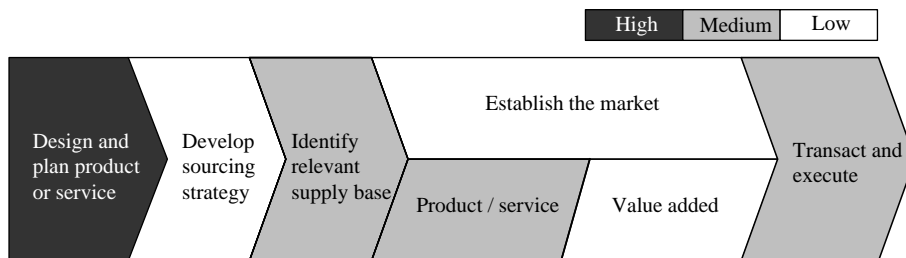 High Medium Low
Establish the market
Design and
plan product
or service
Develop
sourcing
strategy
Identify
relevant
supply base
Product / service
Value added
Transact and
execute